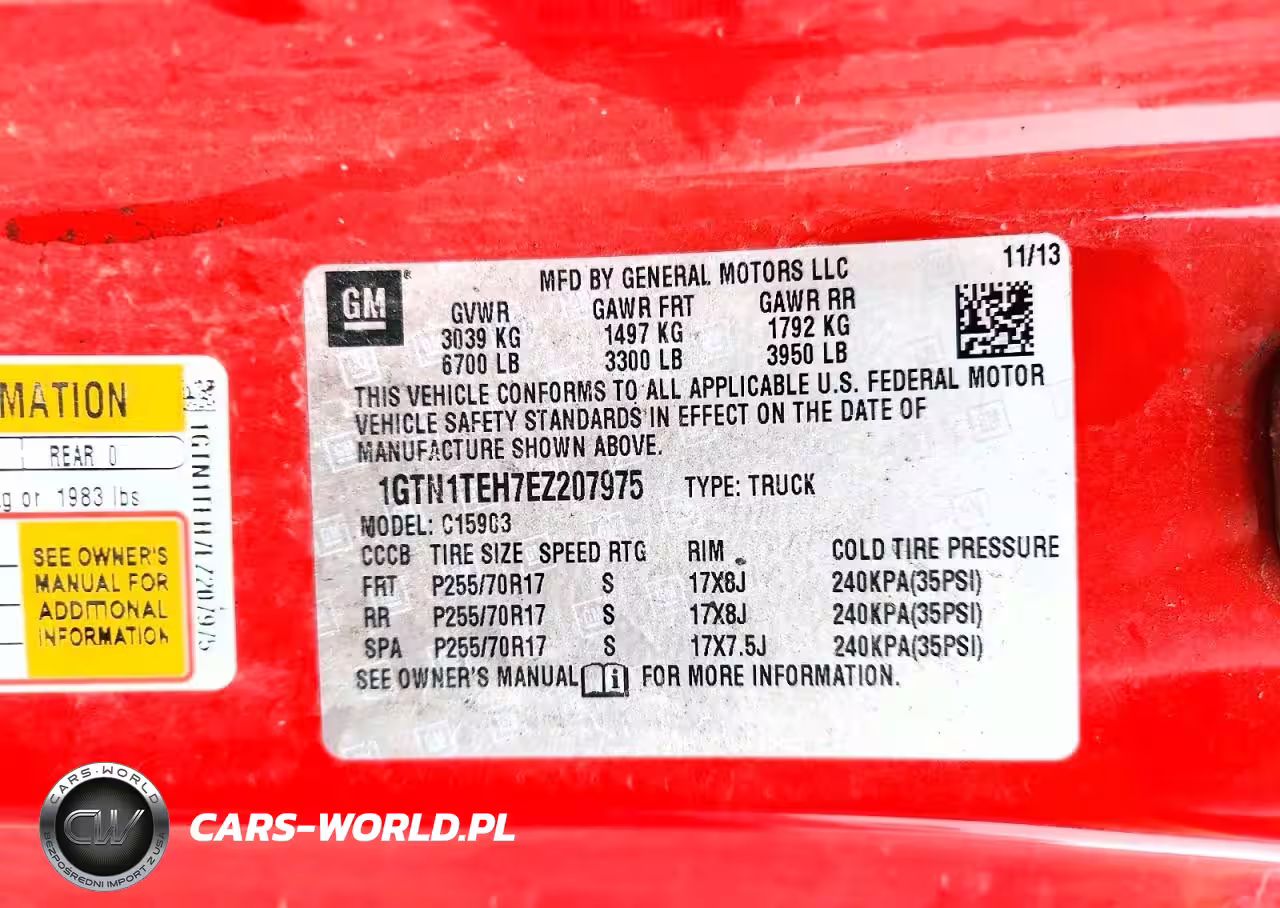 11/13
GM®
MFD BY GENERAL MOTORS LLC
GVWR GAWR FRT GAWR RR
3039 KG 1497 KG 1792 KG
6700 LB 3300 LB 3950 LB
THIS VEHICLE CONFORMS TO ALL APPLICABLE U.S. FEDERAL MOTOR
VEHICLE SAFETY STANDARDS IN EFFECT ON THE DATE OF
MANUFACTURE SHOWN ABOVE.
1GTN1TEH7EZ207975 TYPE: TRUCK
MODEL: C15903
CCCB TIRE SIZE SPEED RTG RIM COLD TIRE PRESSURE
FRT P255/70R17 S 17X8J 240KPA(35PSI)
RR P255/70R17 S 17X8J 240KPA(35PSI)
SPA P255/70R17 S 17X7.5J 240KPA(35PSI)
SEE OWNER'S MANUAL i FOR MORE INFORMATION.
MATION
REAR 0
g or 1983 lbs
SEE OWNER'S
MANUAL FOR
ADDITIONAL
INFORMATION
CARS-WORLD
CW
BEZPOŚREDNI IMPORT Z USA
CARS-WORLD.PL